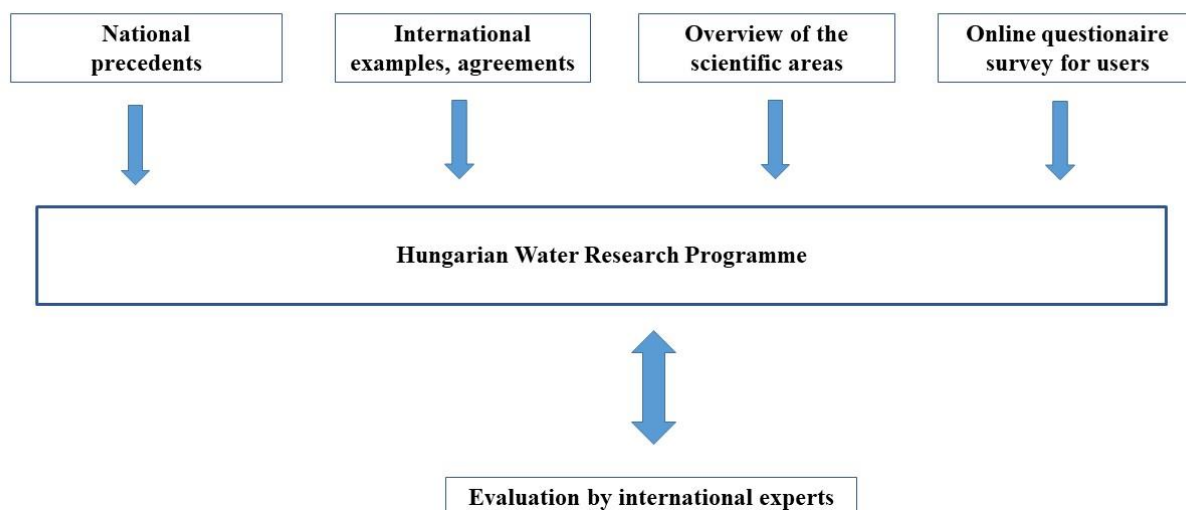 National
precedents
International
examples, agreements
Overview of the
scientific areas
Online questionaire
survey for users
Hungarian Water Research Programme
Evaluation by international experts